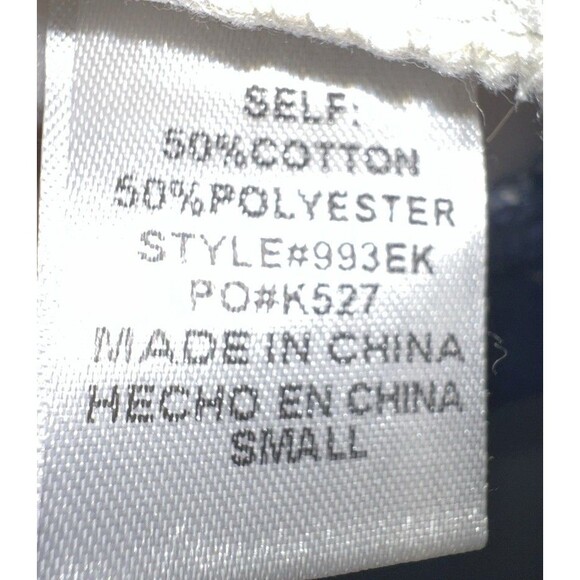 SELF:
50%COTTON
50%POLYESTER
STYLE#993EK
PO#K527
MADE IN CHINA
HECHO EN CHINA
SMALL